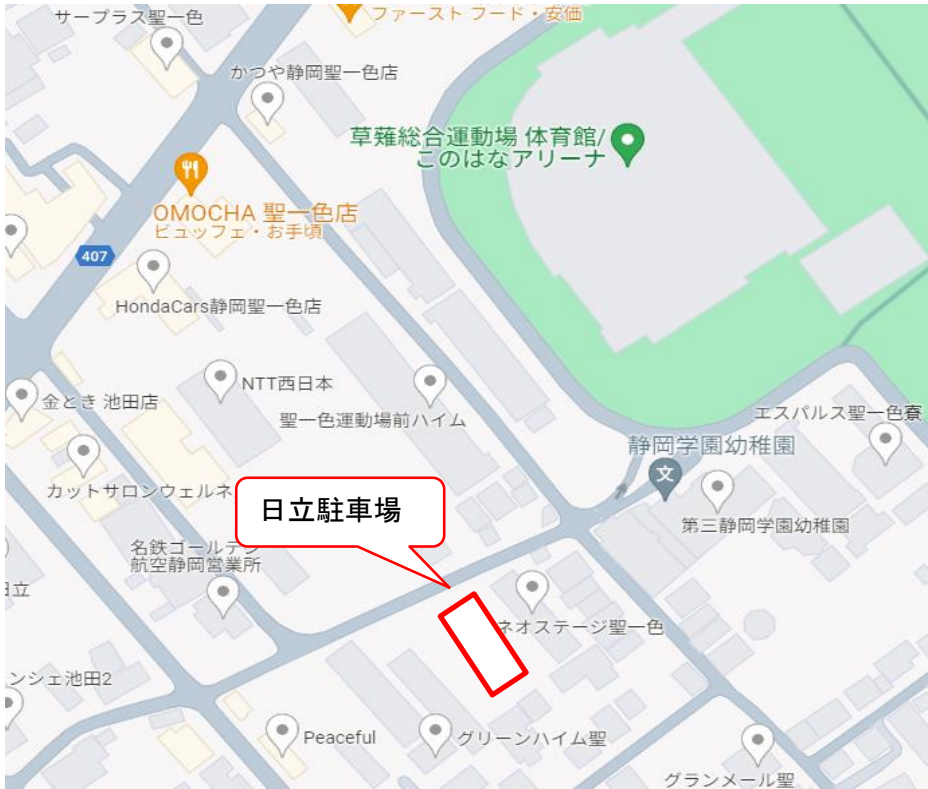 サープラス聖一色
ファースト フード・安価
かつや静岡聖一色店
草薙総合運動場 体育館/
このはなアリーナ
OMOCHA 聖一色店
ビュッフェ・お手頃
407
HondaCars静岡聖一色店
NTT西日本
金とき 池田店
聖一色運動場前ハイム
エスパルス聖一色寮
静岡学園幼稚園
文
カットサロンウェルネ
日立駐車場
第三静岡学園幼稚園
名鉄ゴールデン
航空静岡営業所
日立
ネオステージ聖一色
ンシェ池田2
Peaceful
グリーンハイム聖
グランメール聖